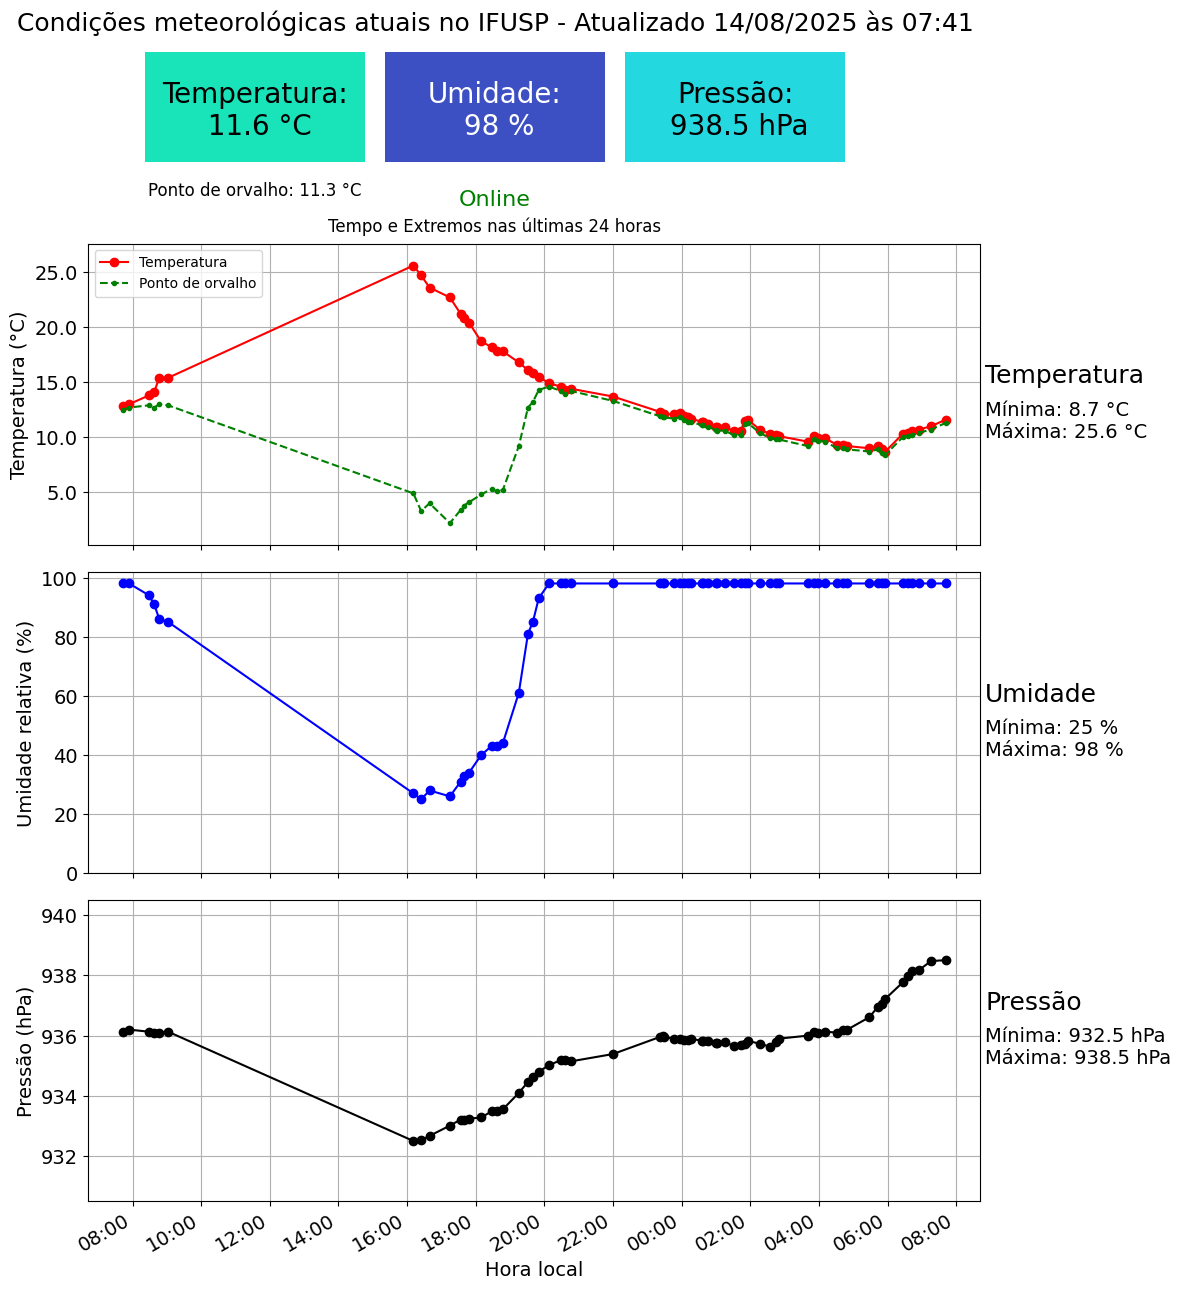 Condições meteorológicas atuais no IFUSP - Atualizado 14/08/2025 às 07:41
Temperatura:
11.6 °C
Umidade:
98 %
Pressão:
938.5 hPa
Ponto de orvalho: 11.3 °C
Online
Tempo e Extremos nas últimas 24 horas
Temperatura
Ponto de orvalho
Temperatura (°C)
25.0
20.0
15.0
10.0
5.0
Temperatura
Mínima: 8.7 °C
Máxima: 25.6 °C
Umidade relativa (%)
100
80
60
40
20
0
Umidade
Mínima: 25 %
Máxima: 98 %
Pressão (hPa)
940
938
936
934
932
Pressão
Mínima: 932.5 hPa
Máxima: 938.5 hPa
08:00
10:00
12:00
14:00
16:00
18:00
20:00
22:00
00:00
02:00
04:00
06:00
08:00
Hora local